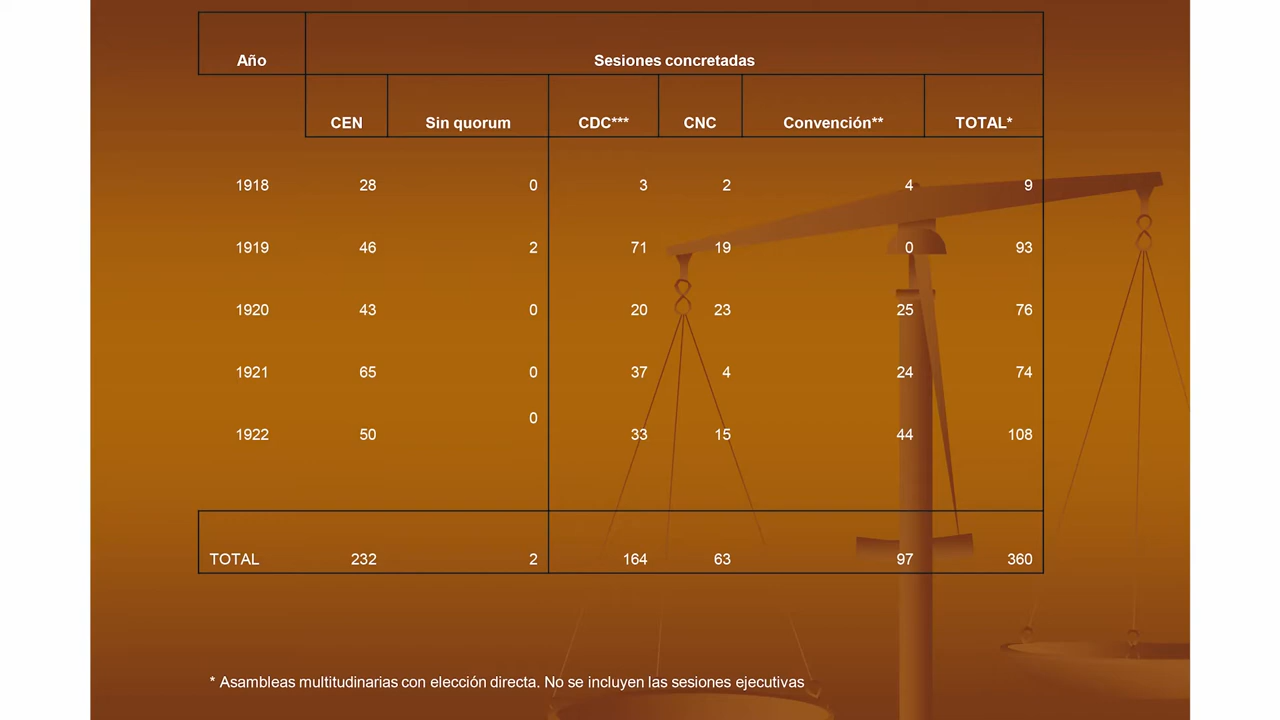 Año Sesiones concretadas
CEN Sin quorum CDC*** CNC Convención** TOTAL*
1918 28 0 3 2 4 9
1919 46 2 71 19 0 93
1920 43 0 20 23 25 76
1921 65 0 37 4 24 74
1922 50 0 33 15 44 108
TOTAL 232 2 164 63 97 360
* Asambleas multitudinarias con elección directa. No se incluyen las sesiones ejecutivas